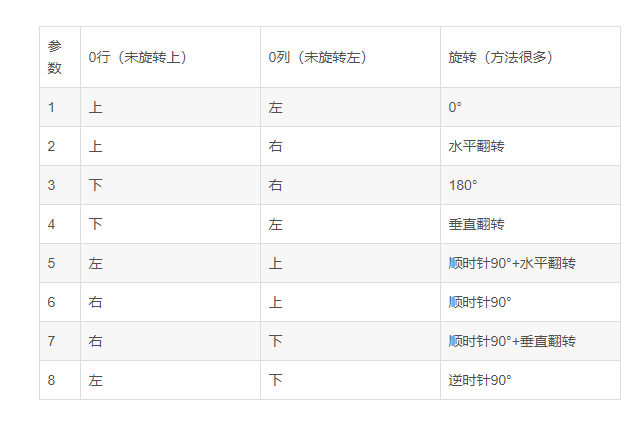 参数 0行（未旋转上） 0列（未旋转左） 旋转（方法很多）
1 上 左 0°
2 上 右 水平翻转
3 下 右 180°
4 下 左 垂直翻转
5 左 上 顺时针90°+水平翻转
6 右 上 顺时针90°
7 右 下 顺时针90°+垂直翻转
8 左 下 逆时针90°